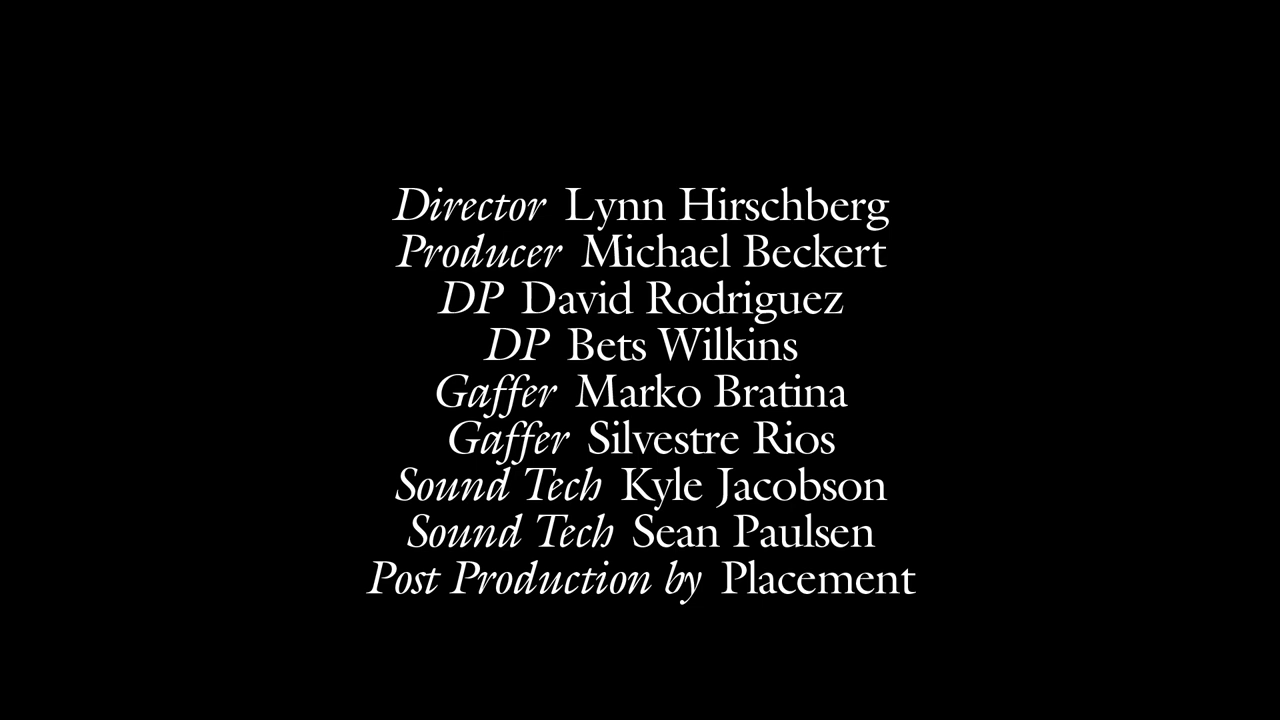 Director Lynn Hirschberg
Producer Michael Beckert
DP David Rodriguez
DP Bets Wilkins
Gaffer Marko Bratina
Gaffer Silvestre Rios
Sound Tech Kyle Jacobson
Sound Tech Sean Paulsen
Post Production by Placement